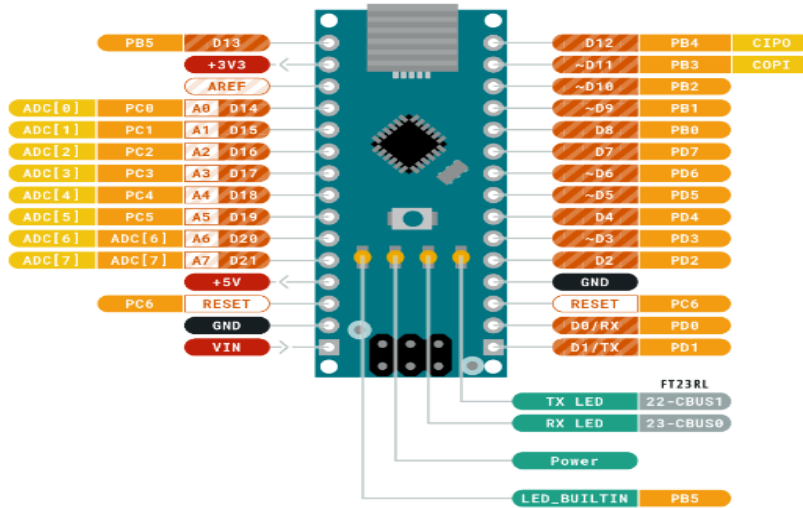 PB5 D13 D12 PB4 CIPO
+3V3 ~D11 PB3 COPI
AREF ~D10 PB2
ADC[0] PC0 A0 D14 ~D9 PB1
ADC[1] PC1 A1 D15 D8 PB0
ADC[2] PC2 A2 D16 D7 PD7
ADC[3] PC3 A3 D17 ~D6 PD6
ADC[4] PC4 A4 D18 ~D5 PD5
ADC[5] PC5 A5 D19 D4 PD4
ADC[6] ADC[6] A6 D20 ~D3 PD3
ADC[7] ADC[7] A7 D21 D2 PD2
+5V GND
PC6 RESET RESET PC6
GND D0/RX PD0
VIN D1/TX PD1
FT23RL
TX LED 22-CBUS1
RX LED 23-CBUS0
Power
LED_BUILTIN PB5